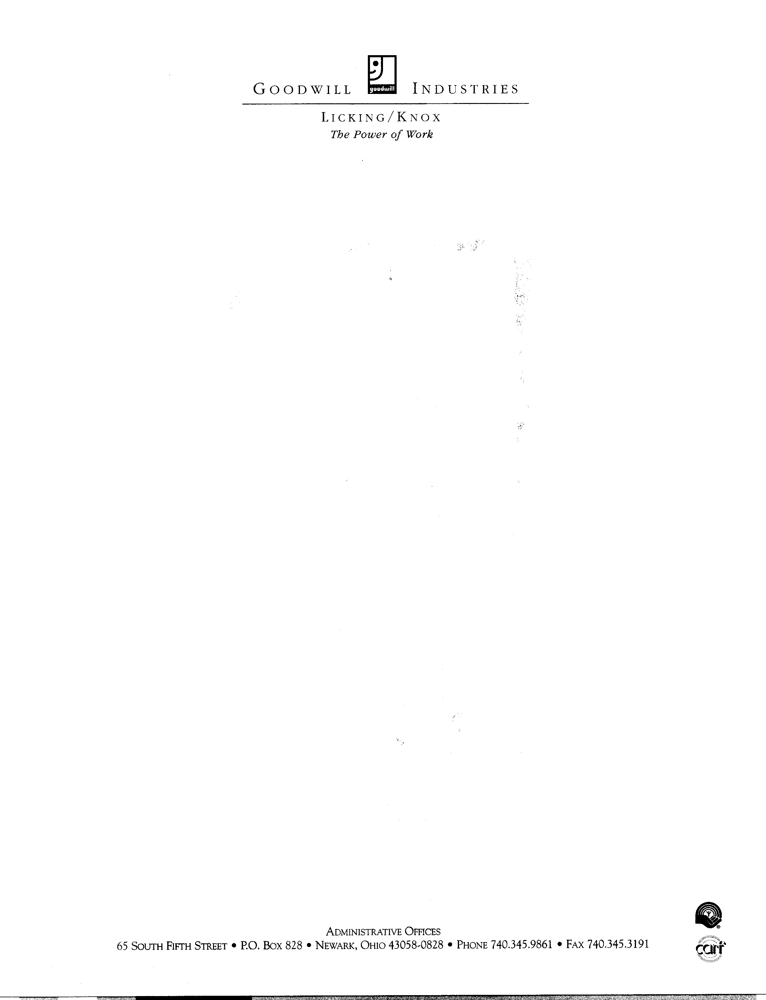 GOODWILL goodwill INDUSTRIES
LICKING/KNOX
The Power of Work
ADMINISTRATIVE OFFICES
65 SOUTH FIFTH STREET • P.O. BOX 828 • NEWARK, OHIO 43058-0828 • PHONE 740.345.9861 • FAX 740.345.3191
®
carf